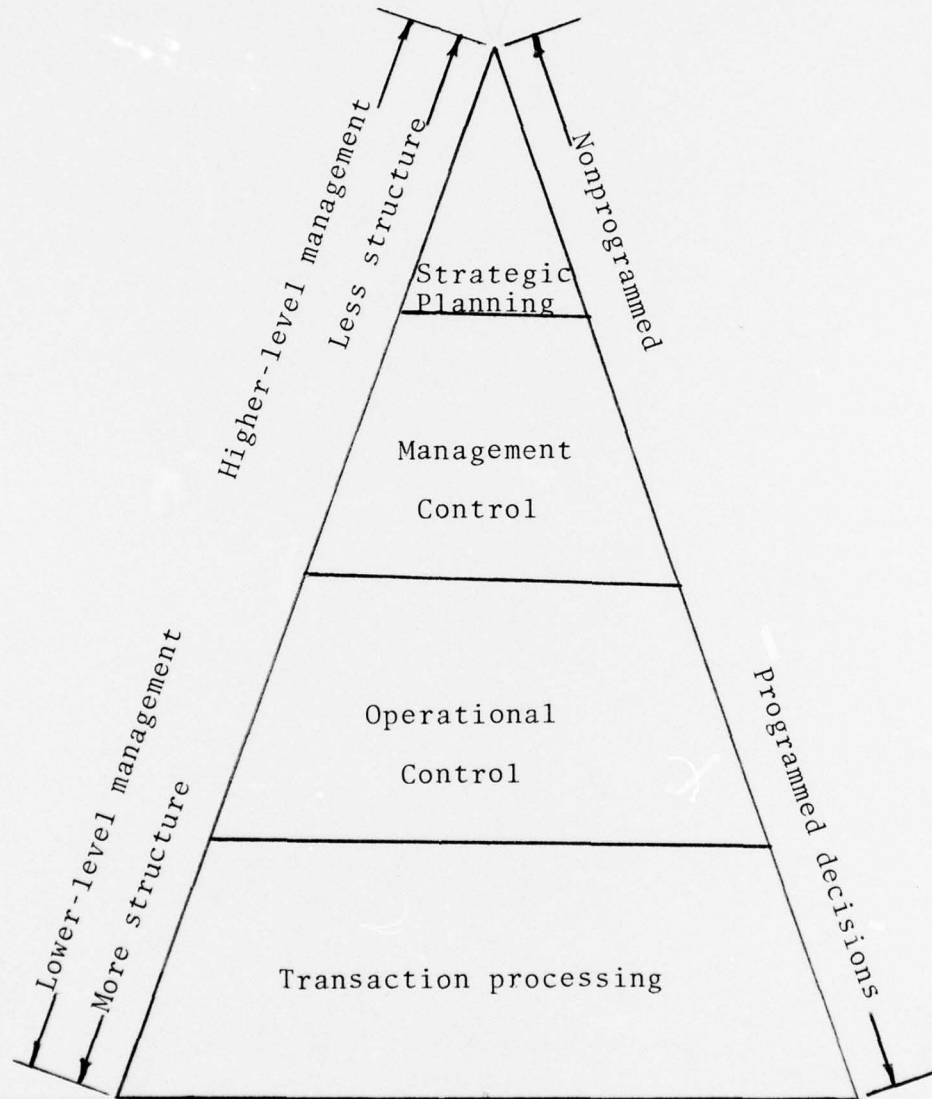 Higher-level management
Less structure
Nonprogrammed
Strategic
Planning
Management
Control
Lower-level management
More structure
Operational
Control
Programmed decisions
Transaction processing